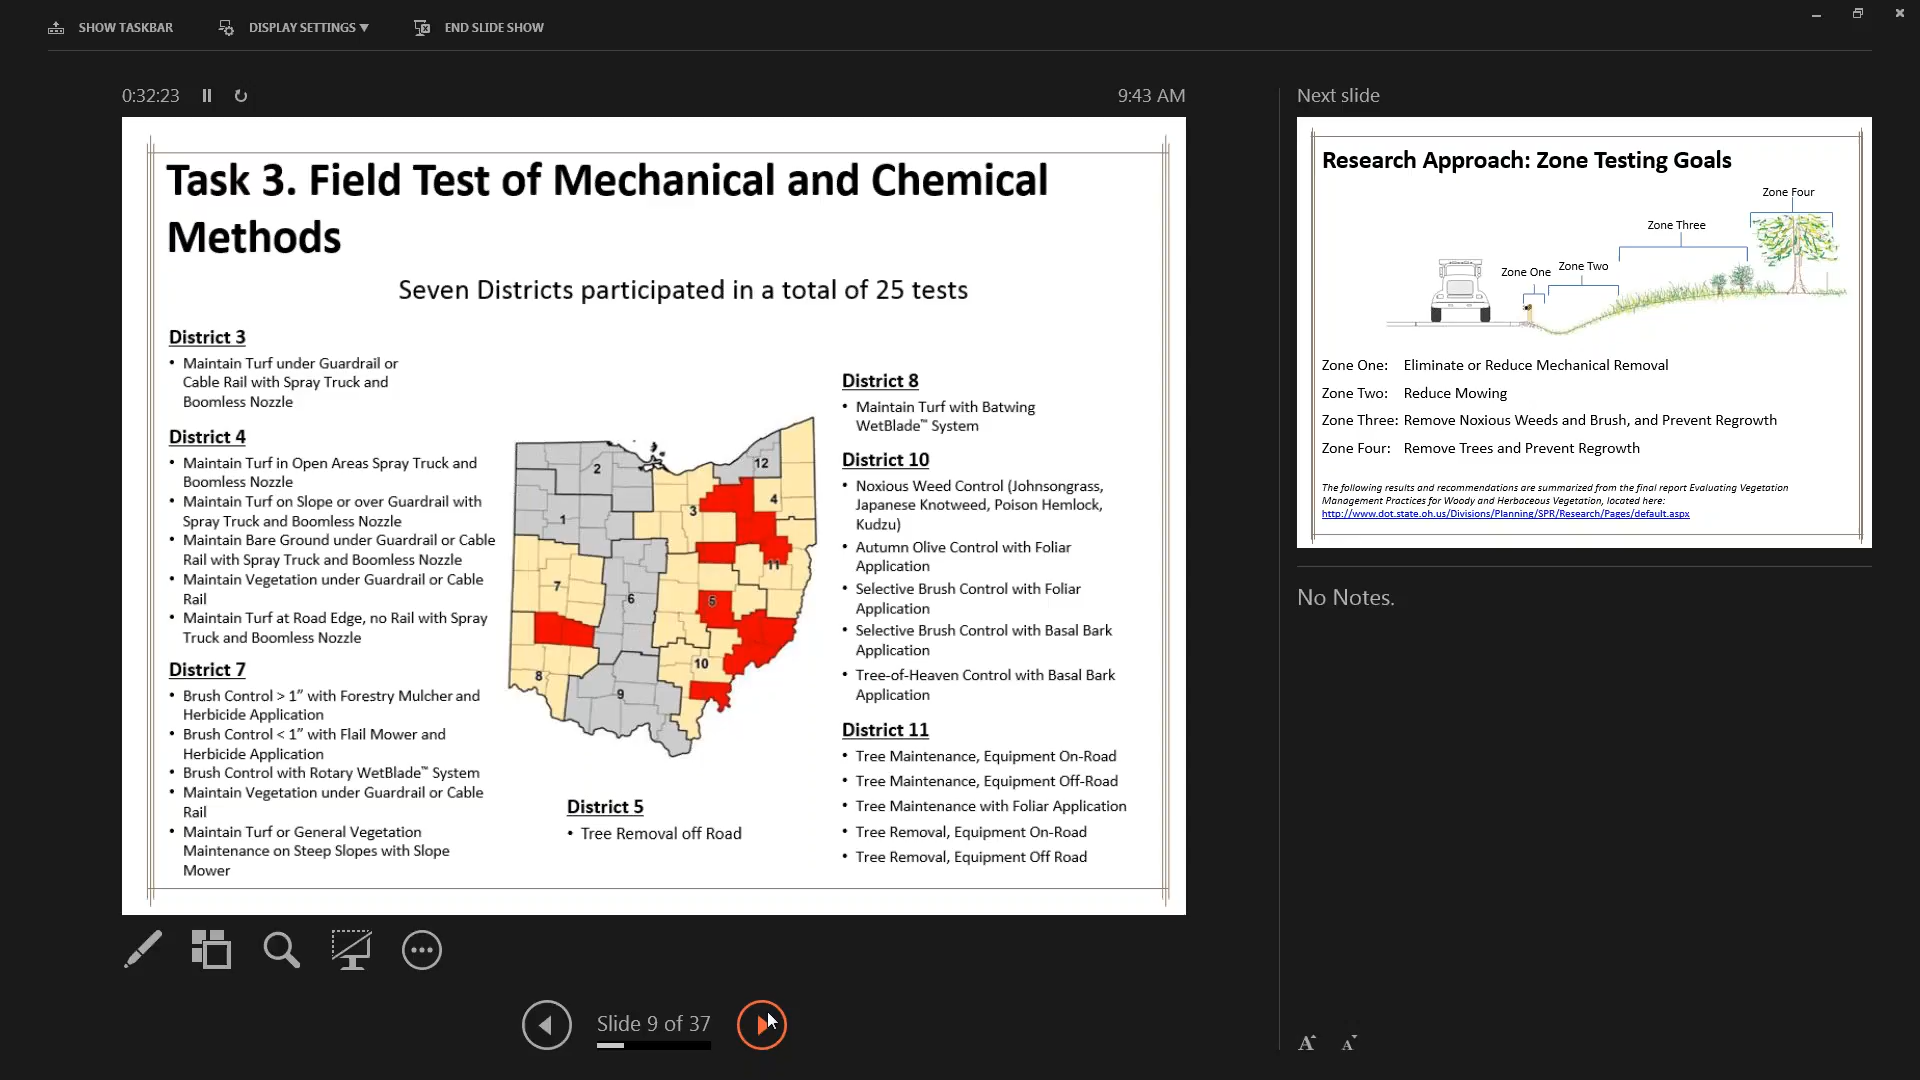 SHOW TASKBAR
DISPLAY SETTINGS ▼
END SLIDE SHOW
0:32:23
9:43 AM
Task 3. Field Test of Mechanical and Chemical
Methods
Seven Districts participated in a total of 25 tests
District 3
• Maintain Turf under Guardrail or
Cable Rail with Spray Truck and
Boomless Nozzle
District 4
• Maintain Turf in Open Areas Spray Truck and
Boomless Nozzle
• Maintain Turf on Slope or over Guardrail with
Spray Truck and Boomless Nozzle
• Maintain Bare Ground under Guardrail or Cable
Rail with Spray Truck and Boomless Nozzle
• Maintain Vegetation under Guardrail or Cable
Rail
• Maintain Turf at Road Edge, no Rail with Spray
Truck and Boomless Nozzle
District 7
• Brush Control > 1” with Forestry Mulcher and
Herbicide Application
• Brush Control < 1” with Flail Mower and
Herbicide Application
• Brush Control with Rotary WetBlade™ System
• Maintain Vegetation under Guardrail or Cable
Rail
• Maintain Turf or General Vegetation
Maintenance on Steep Slopes with Slope
Mower
2
12
4
3
1
11
7
6
5
10
8
9
District 5
• Tree Removal off Road
District 8
• Maintain Turf with Batwing
WetBlade™ System
District 10
• Noxious Weed Control (Johnsongrass,
Japanese Knotweed, Poison Hemlock,
Kudzu)
• Autumn Olive Control with Foliar
Application
• Selective Brush Control with Foliar
Application
• Selective Brush Control with Basal Bark
Application
• Tree-of-Heaven Control with Basal Bark
Application
District 11
• Tree Maintenance, Equipment On-Road
• Tree Maintenance, Equipment Off-Road
• Tree Maintenance with Foliar Application
• Tree Removal, Equipment On-Road
• Tree Removal, Equipment Off Road
Slide 9 of 37
Next slide
Research Approach: Zone Testing Goals
Zone Four
Zone Three
Zone Two
Zone One
Zone One: Eliminate or Reduce Mechanical Removal
Zone Two: Reduce Mowing
Zone Three: Remove Noxious Weeds and Brush, and Prevent Regrowth
Zone Four: Remove Trees and Prevent Regrowth
The following results and recommendations are summarized from the final report Evaluating Vegetation
Management Practices for Woody and Herbaceous Vegetation, located here:
http://www.dot.state.oh.us/Divisions/Planning/SPR/Research/Pages/default.aspx
No Notes.
A A